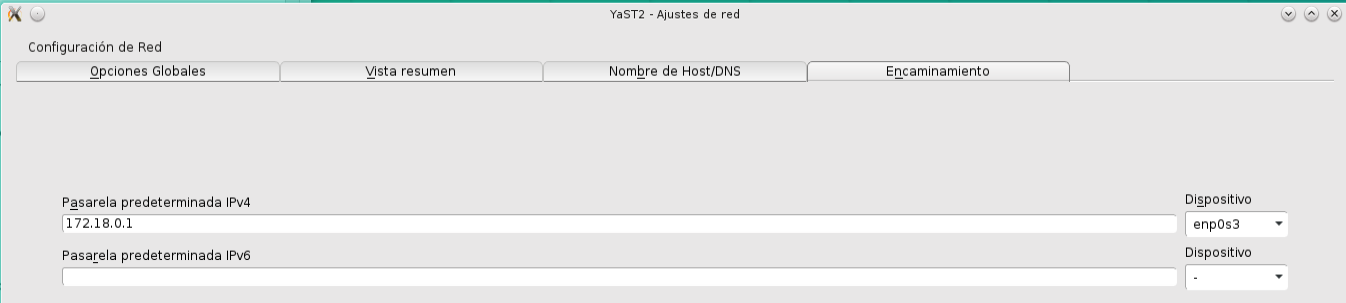 YaST2 - Ajustes de red
Configuración de Red
Opciones Globales
Vista resumen
Nombre de Host/DNS
Encaminamiento
Pasarela predeterminada IPv4
Dispositivo
172.18.0.1
enp0s3
Pasarela predeterminada IPv6
Dispositivo
-